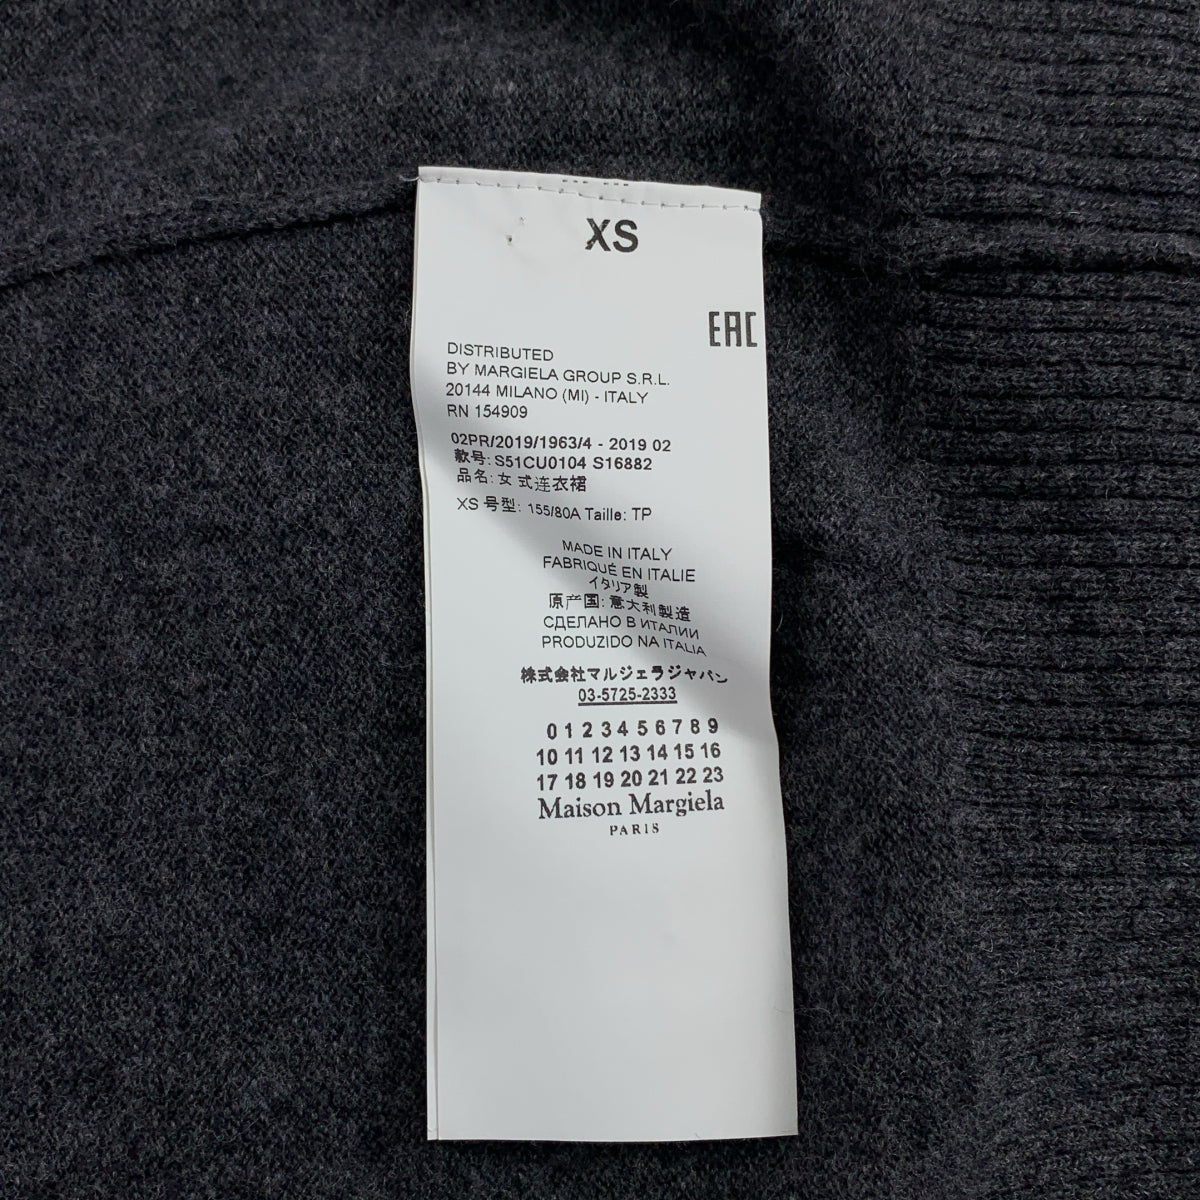 XS
EAC
DISTRIBUTED
BY MARGIELA GROUP S.R.L.
20144 MILANO (MI) - ITALY
RN 154909
02PR/2019/1963/4 - 2019 02
款号: S51CU0104 S16882
品名: 女 式连衣裙
XS 号型: 155/80A Taille: TP
MADE IN ITALY
FABRIQUÉ EN ITALIE
イタリア製
原产国: 意大利製造
СДЕЛАНО В ИТАЛИИ
PRODUZIDO NA ITALIA
株式会社マルジェラジャパン
03-5725-2333
0 1 2 3 4 5 6 7 8 9
10 11 12 13 14 15 16
17 18 19 20 21 22 23
Maison Margiela
PARIS